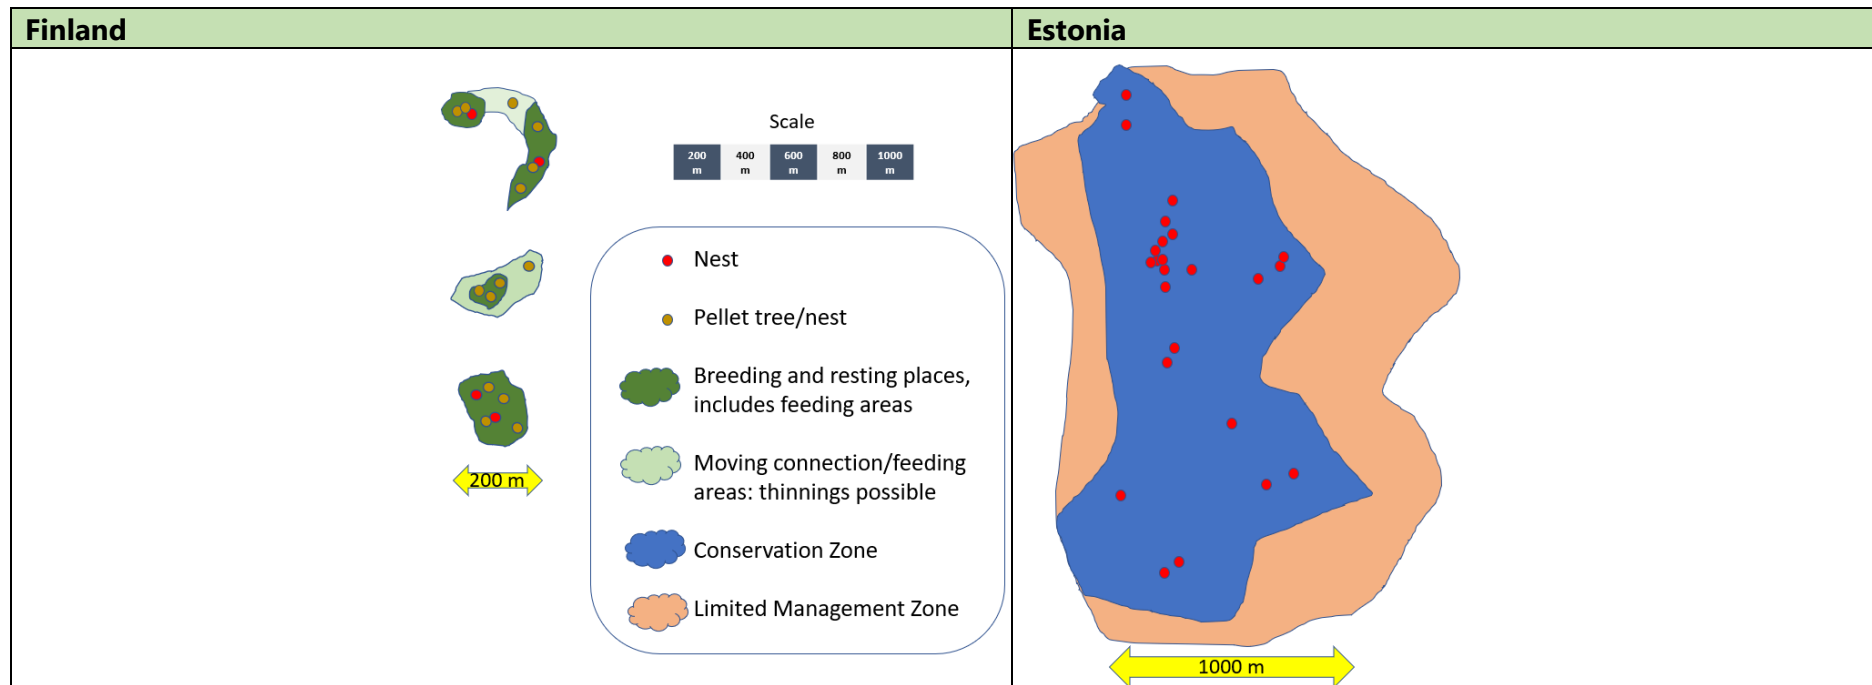 Finland
Estonia
Scale
200 m
400 m
600 m
800 m
1000 m
Nest
Pellet tree/nest
Breeding and resting places,
includes feeding areas
Moving connection/feeding
areas: thinnings possible
Conservation Zone
Limited Management Zone
200 m
1000 m